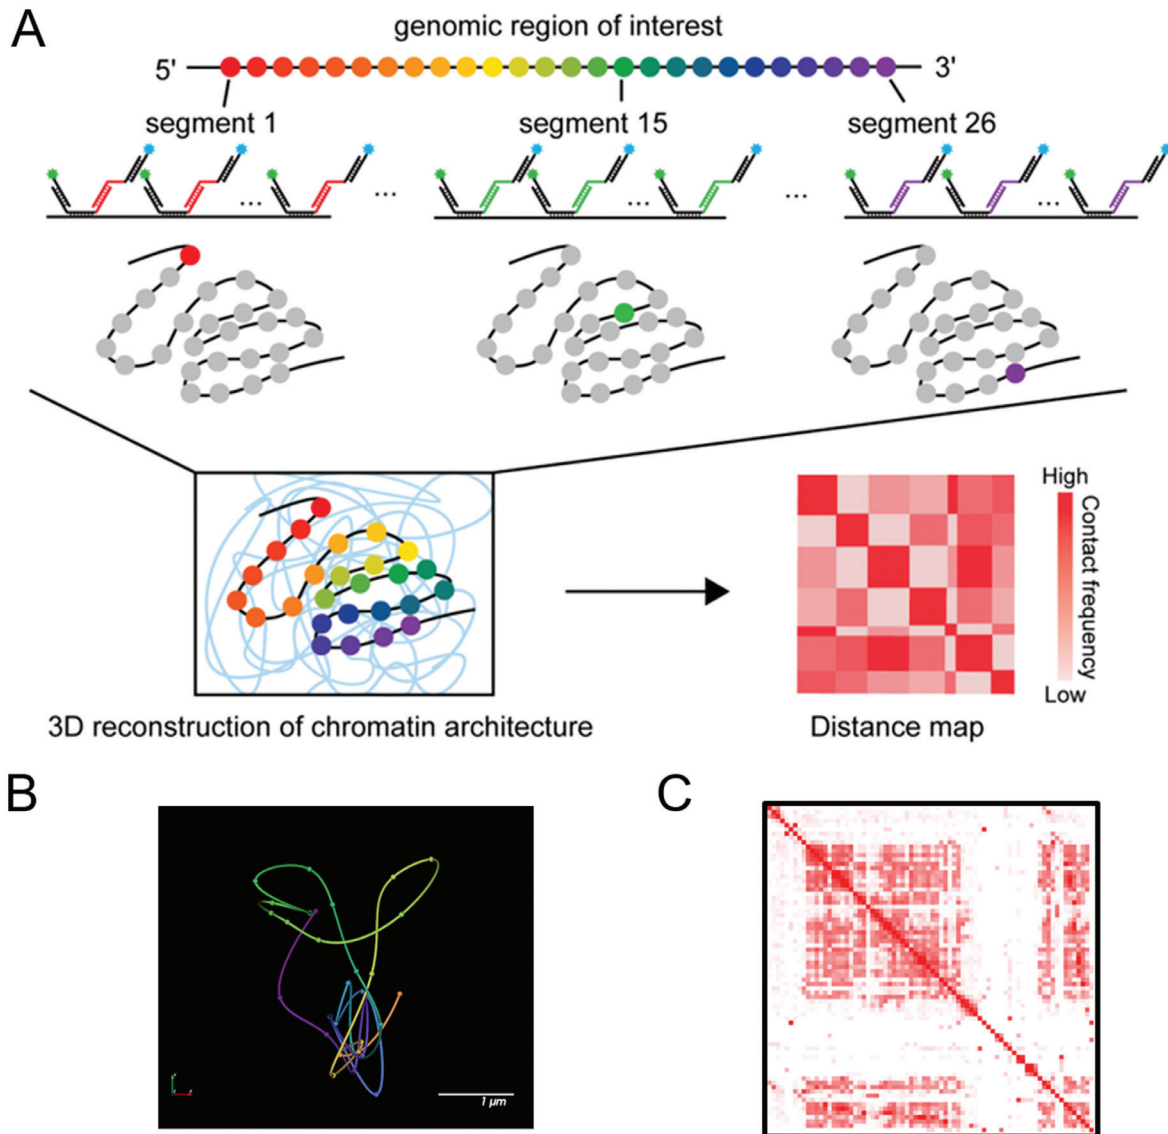 A
genomic region of interest
5' 3'
segment 1 segment 15 segment 26
... ... ... ... ...
High
Contact frequency
Low
3D reconstruction of chromatin architecture Distance map
B C
1 µm